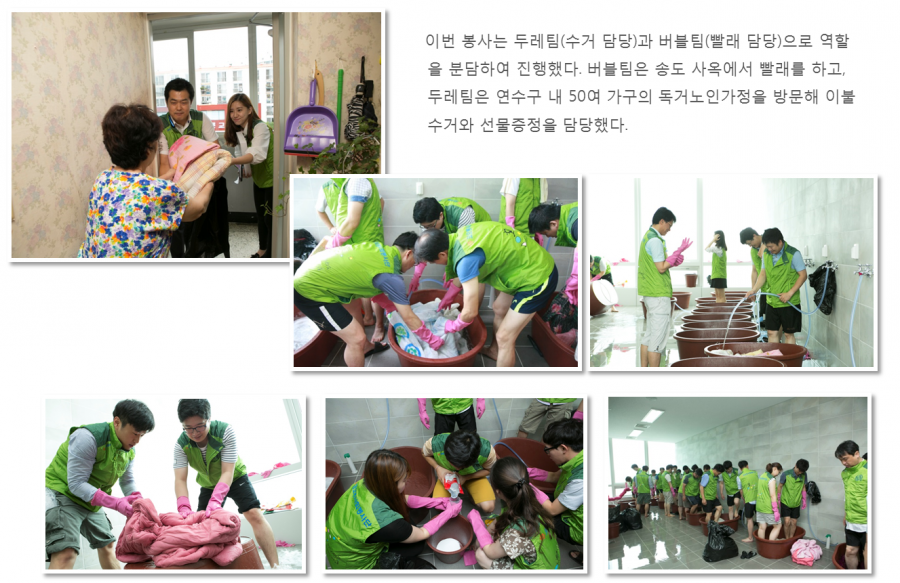 이번 봉사는 두레팀(수거 담당)과 버블팀(빨래 담당)으로 역할
을 분담하여 진행했다. 버블팀은 송도 사옥에서 빨래를 하고,
두레팀은 연수구 내 50여 가구의 독거노인가정을 방문해 이불
수거와 선물증정을 담당했다.